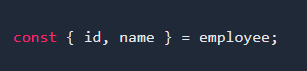 const { id, name } = employee;